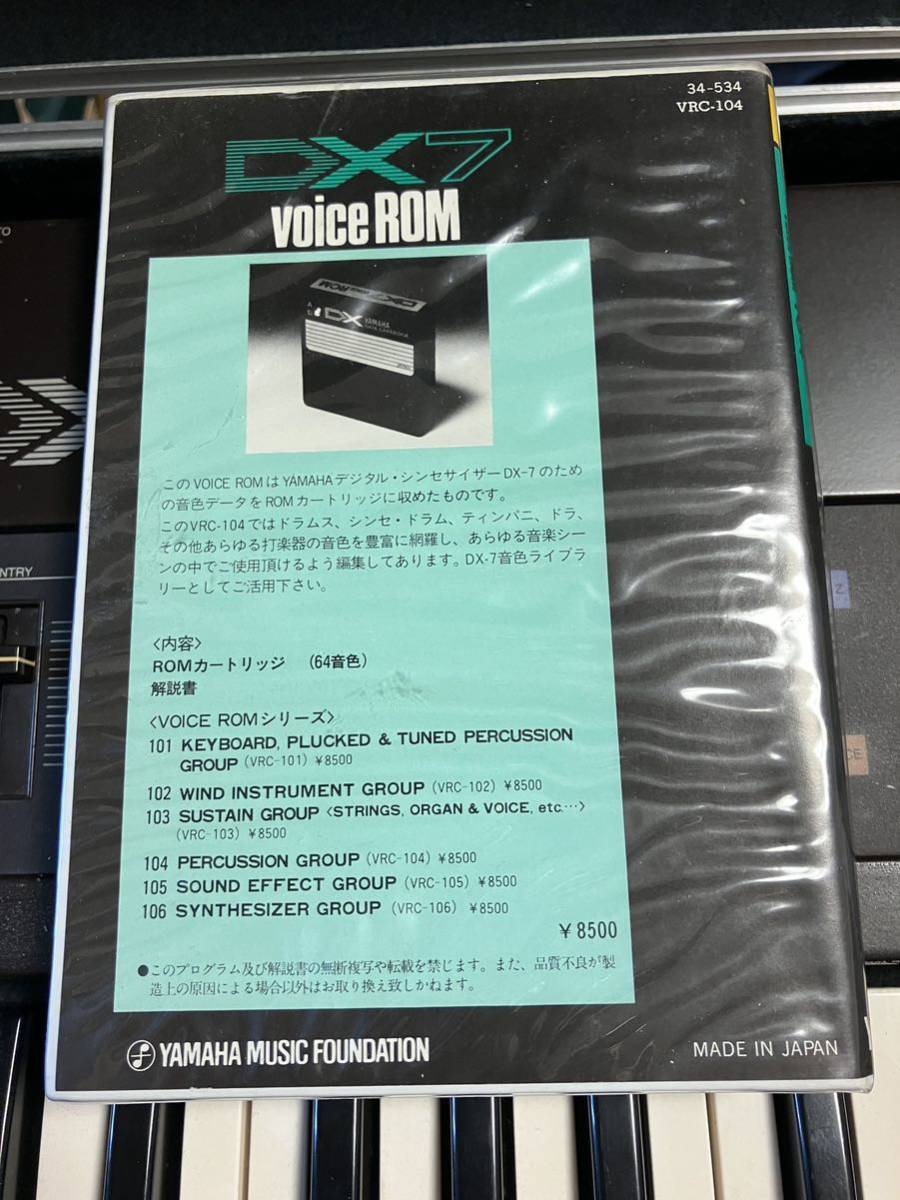 34-534
VRC-104
DX7
voice ROM
DX7 voice ROM
DX YAMAHA
DATA CARTRIDGE
このVOICE ROMはYAMAHAデジタル・シンセサイザーDX-7のため
の音色データをROMカートリッジに収めたものです。
このVRC-104ではドラムス、シンセ・ドラム、ティンパニ、ドラ、
その他あらゆる打楽器の音色を豊富に網羅し、あらゆる音楽シー
ンの中でご使用頂けるよう編集してあります。DX-7音色ライブラ
リーとしてご活用下さい。
〈内容〉
ROMカートリッジ (64音色)
解説書
〈VOICE ROMシリーズ〉
101 KEYBOARD, PLUCKED & TUNED PERCUSSION
GROUP (VRC-101) ¥8500
102 WIND INSTRUMENT GROUP (VRC-102) ¥8500
103 SUSTAIN GROUP <STRINGS, ORGAN & VOICE, etc…>
(VRC-103) ¥8500
104 PERCUSSION GROUP (VRC-104) ¥8500
105 SOUND EFFECT GROUP (VRC-105) ¥8500
106 SYNTHESIZER GROUP (VRC-106) ¥8500
¥8500
●このプログラム及び解説書の無断複写や転載を禁じます。また、品質不良が製
造上の原因による場合以外はお取り換え致しかねます。
YAMAHA MUSIC FOUNDATION
MADE IN JAPAN
NTRY
Z
CE